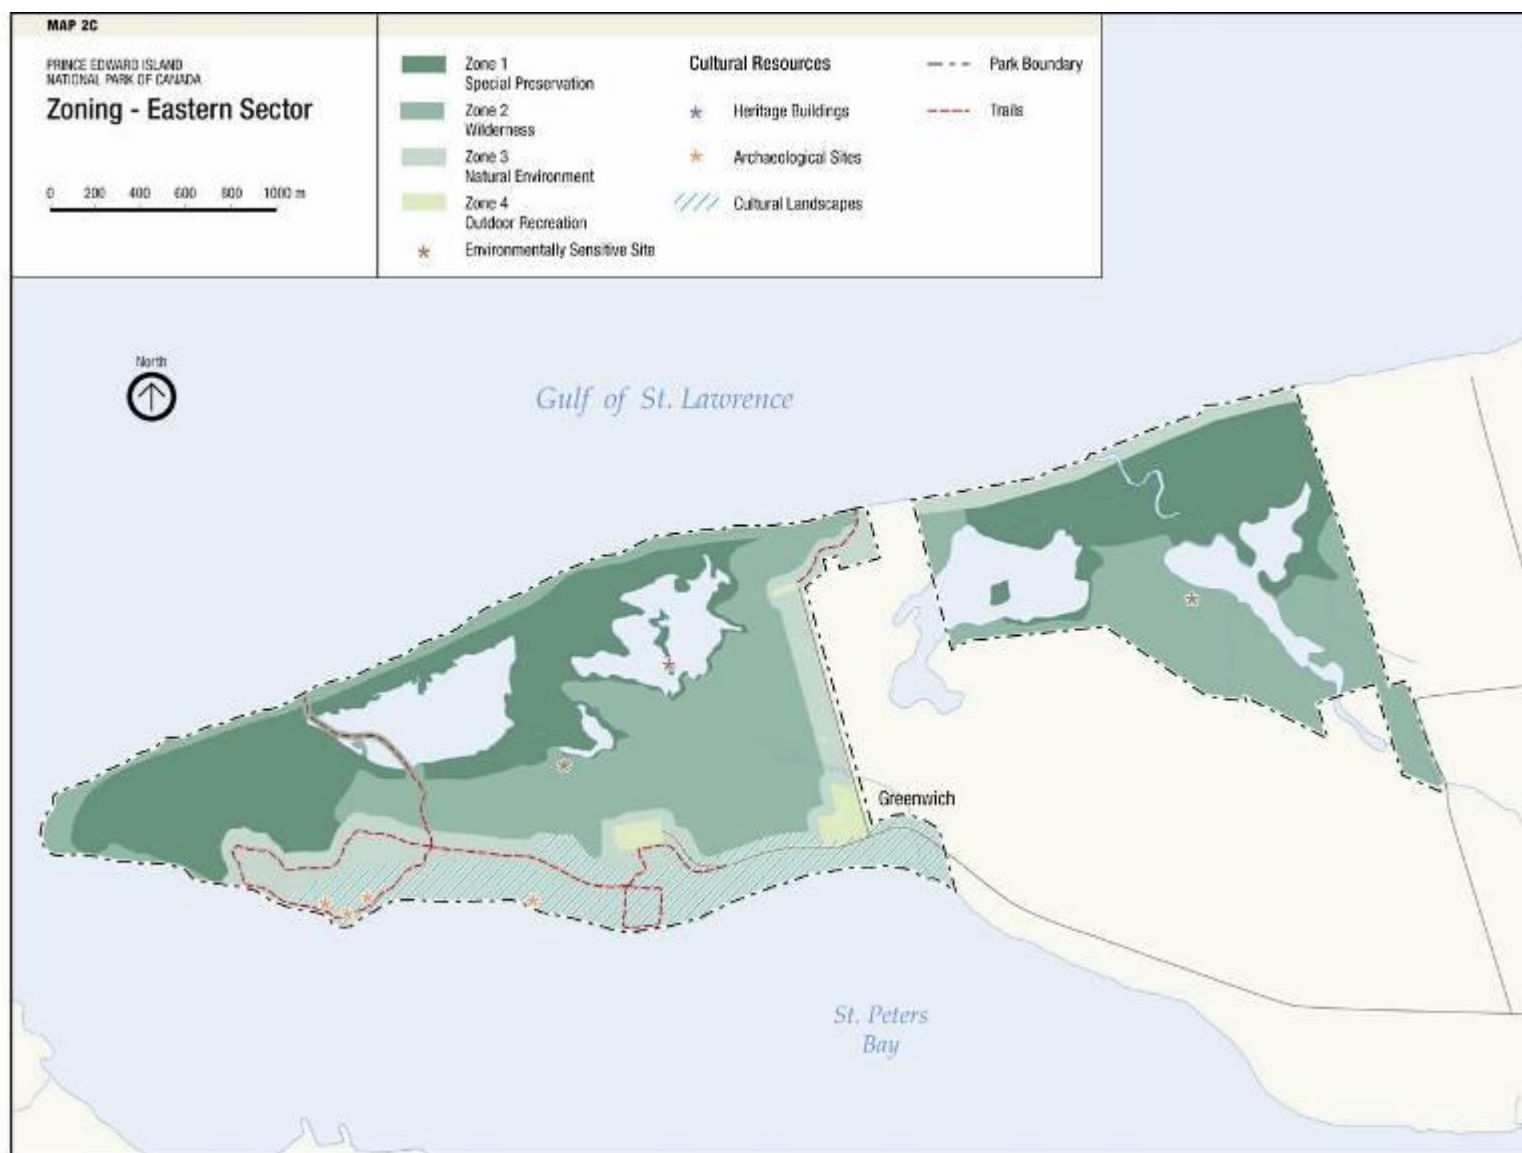 MAP 2C
PRINCE EDWARD ISLAND
NATIONAL PARK OF CANADA
Zoning - Eastern Sector
0 200 400 600 800 1000 m
Zone 1
Special Preservation
Zone 2
Wilderness
Zone 3
Natural Environment
Zone 4
Outdoor Recreation
Environmentally Sensitive Site
Cultural Resources
Heritage Buildings
Archaeological Sites
Cultural Landscapes
Park Boundary
Trails
North
Gulf of St. Lawrence
Greenwich
St. Peters
Bay